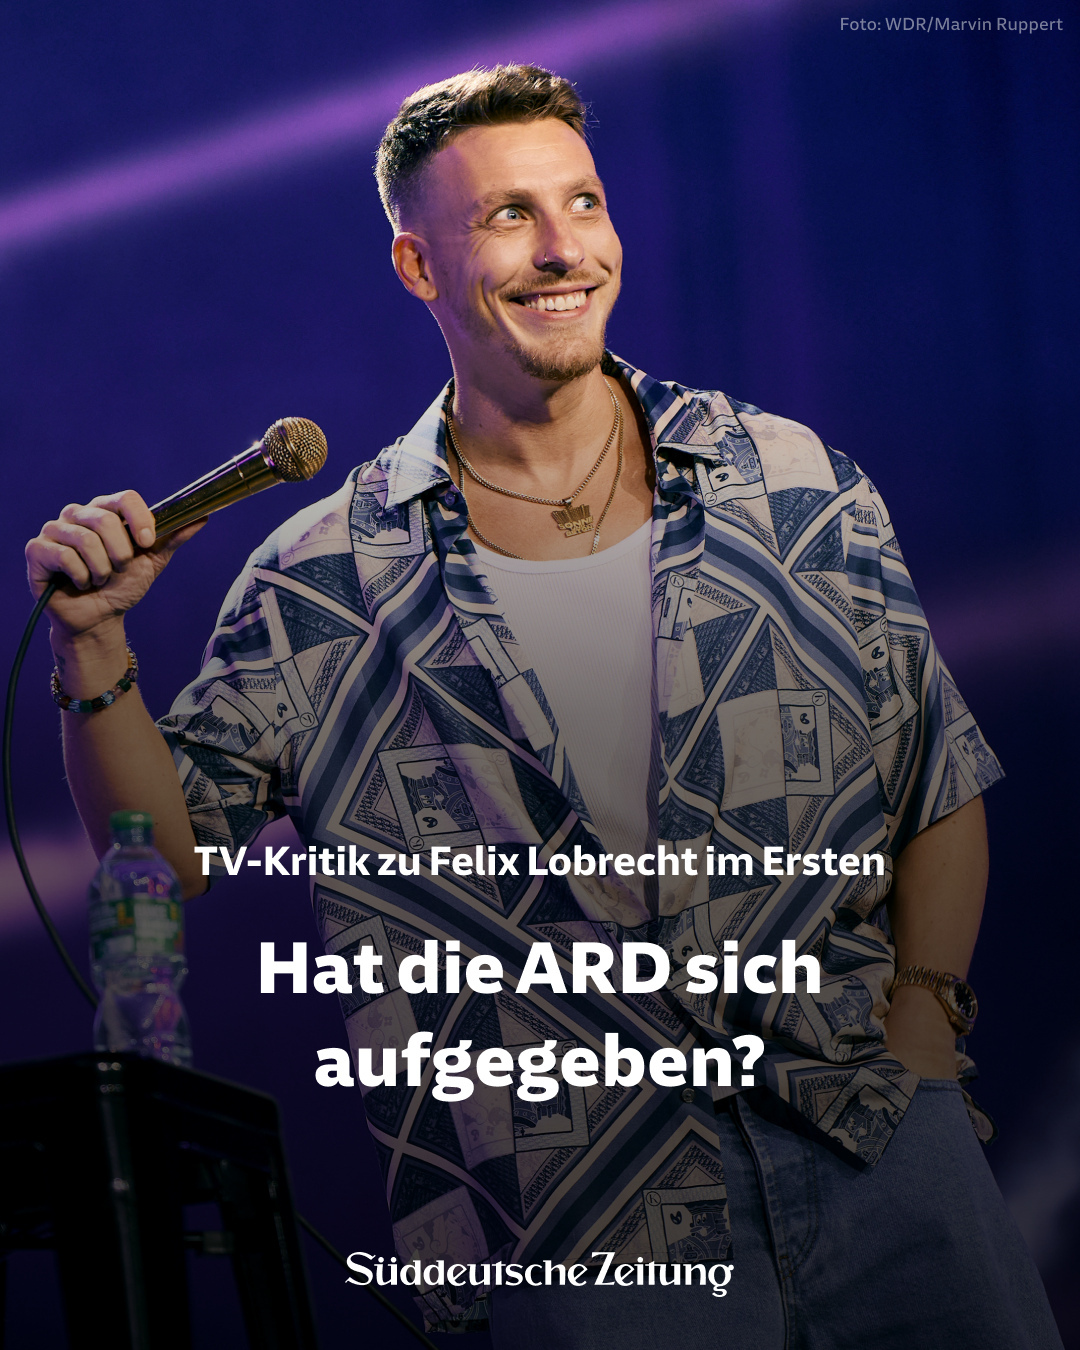 Foto: WDR/Marvin Ruppert
TV-Kritik zu Felix Lobrecht im Ersten
Hat die ARD sich
aufgegeben?
Süddeutsche Zeitung